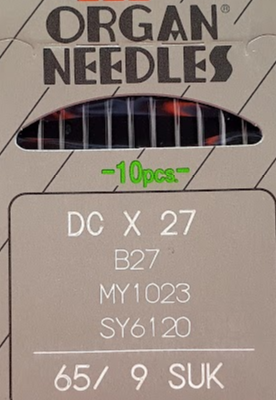 ORGAN®
NEEDLES
-10pcs.-
DC X 27
B27
MY1023
SY6120
65/ 9 SUK